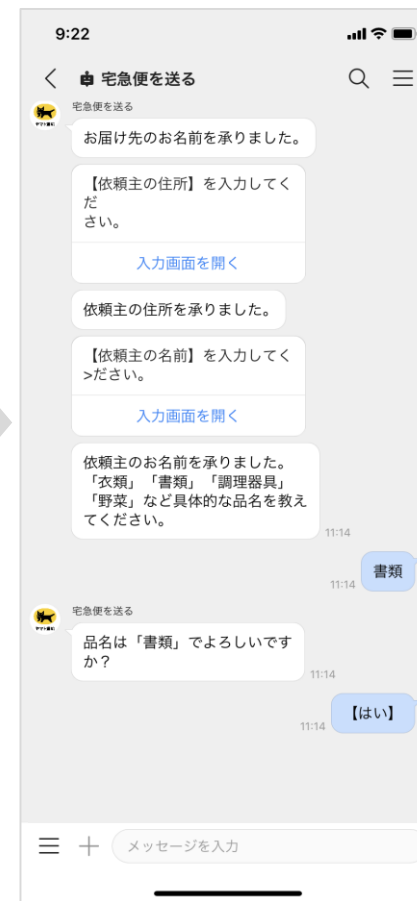 9:22
宅急便を送る
宅急便を送る
お届け先のお名前を承りました。
【依頼主の住所】を入力してく
だ
さい。
入力画面を開く
依頼主の住所を承りました。
【依頼主の名前】を入力してく
>ださい。
入力画面を開く
依頼主のお名前を承りました。
「衣類」「書類」「調理器具」
「野菜」など具体的な品名を教え
てください。
11:14
書類
11:14
宅急便を送る
品名は「書類」でよろしいです
か？
11:14
【はい】
11:14
メッセージを入力